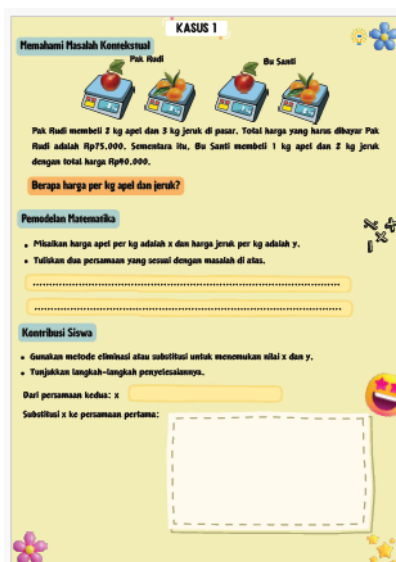 KASUS 1
Memahami Masalah Kontekstual
Pak Rudi
Bu Santi
Pak Rudi membeli 2 kg apel dan 3 kg jeruk di pasar. Total harga yang harus dibayar Pak
Rudi adalah Rp75.000. Sementara itu, Bu Santi membeli 1 kg apel dan 2 kg jeruk
dengan total harga Rp40.000.
Berapa harga per kg apel dan jeruk?
Pemodelan Matematika
• Misalkan harga apel per kg adalah x dan harga jeruk per kg adalah y.
• Tuliskan dua persamaan yang sesuai dengan masalah di atas.
Kontribusi Siswa
• Gunakan metode eliminasi atau substitusi untuk menemukan nilai x dan y.
• Tunjukkan langkah-langkah penyelesaiannya.
Dari persamaan kedua: x
Substitusi x ke persamaan pertama: